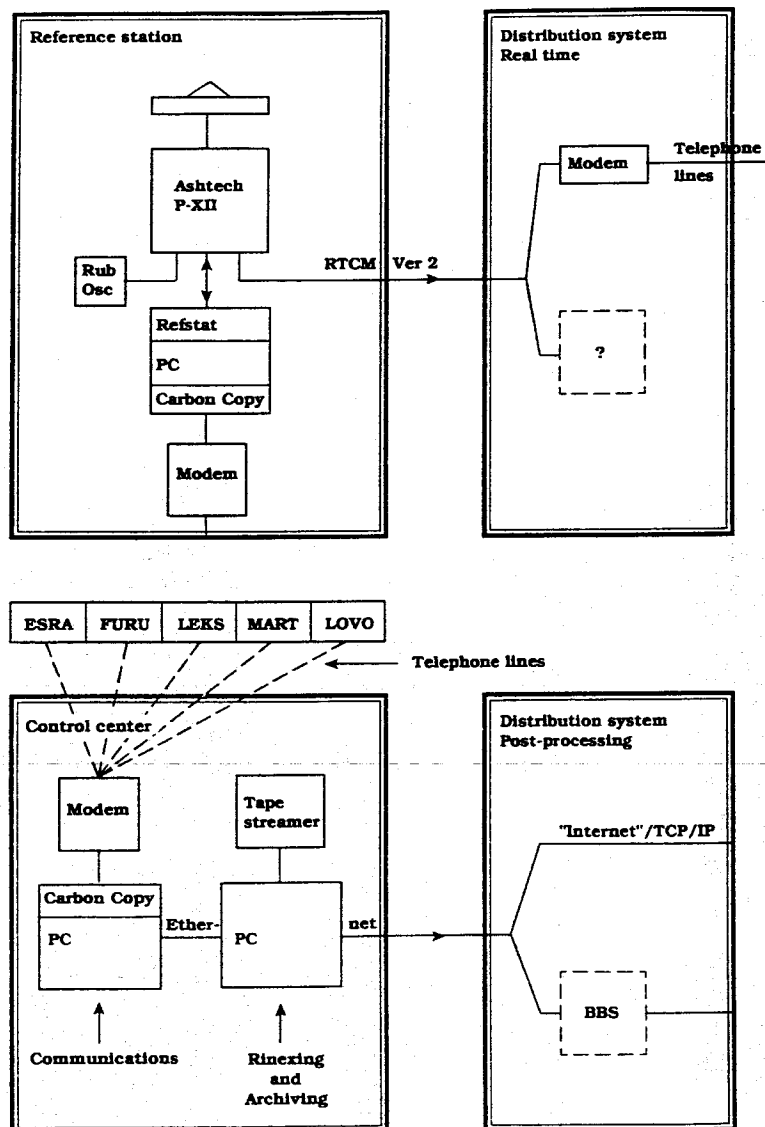 Reference station
Ashtech
P-XII
Rub
Osc
Refstat
PC
Carbon Copy
Modem
RTCM Ver 2
Distribution system
Real time
Modem
Telephone
lines
?
ESRA FURU LEKS MART LOVO
Telephone lines
Control center
Modem
Tape
streamer
Carbon Copy
PC
Ether-
PC
net
Communications
Rinexing
and
Archiving
Distribution system
Post-processing
"Internet"/TCP/IP
BBS